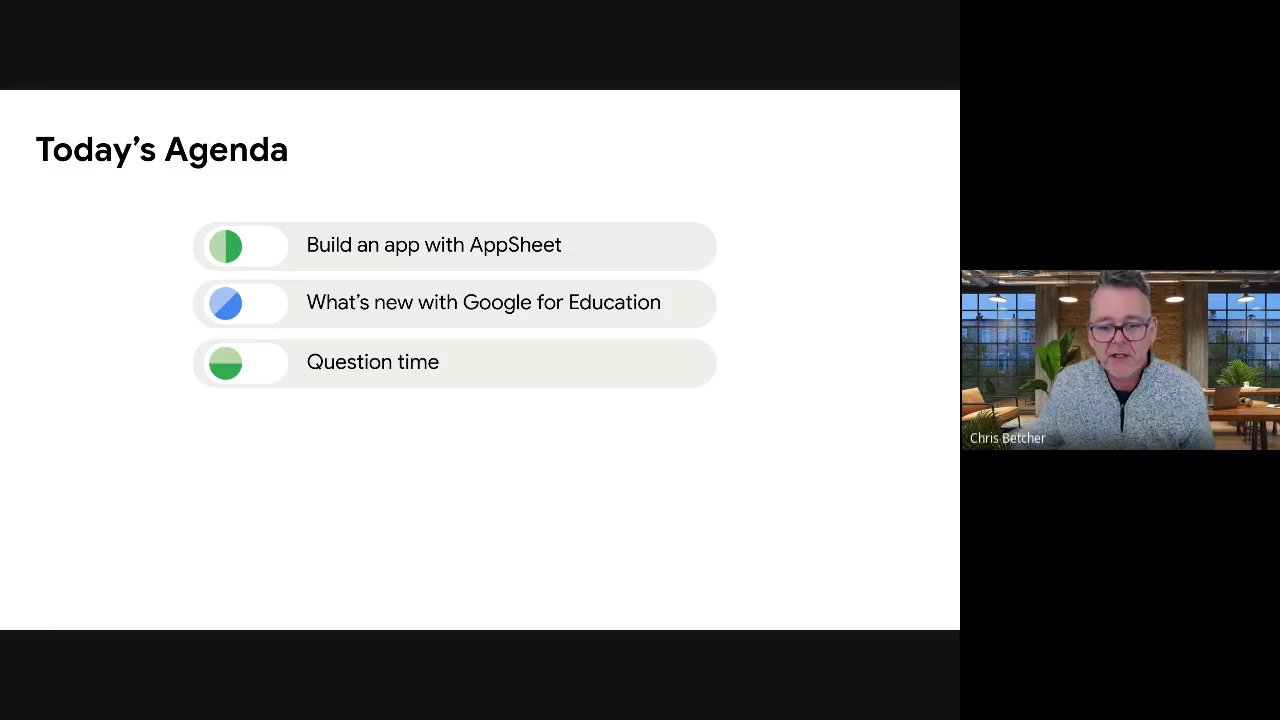 Today’s Agenda
Build an app with AppSheet
What’s new with Google for Education
Question time
Chris Betcher